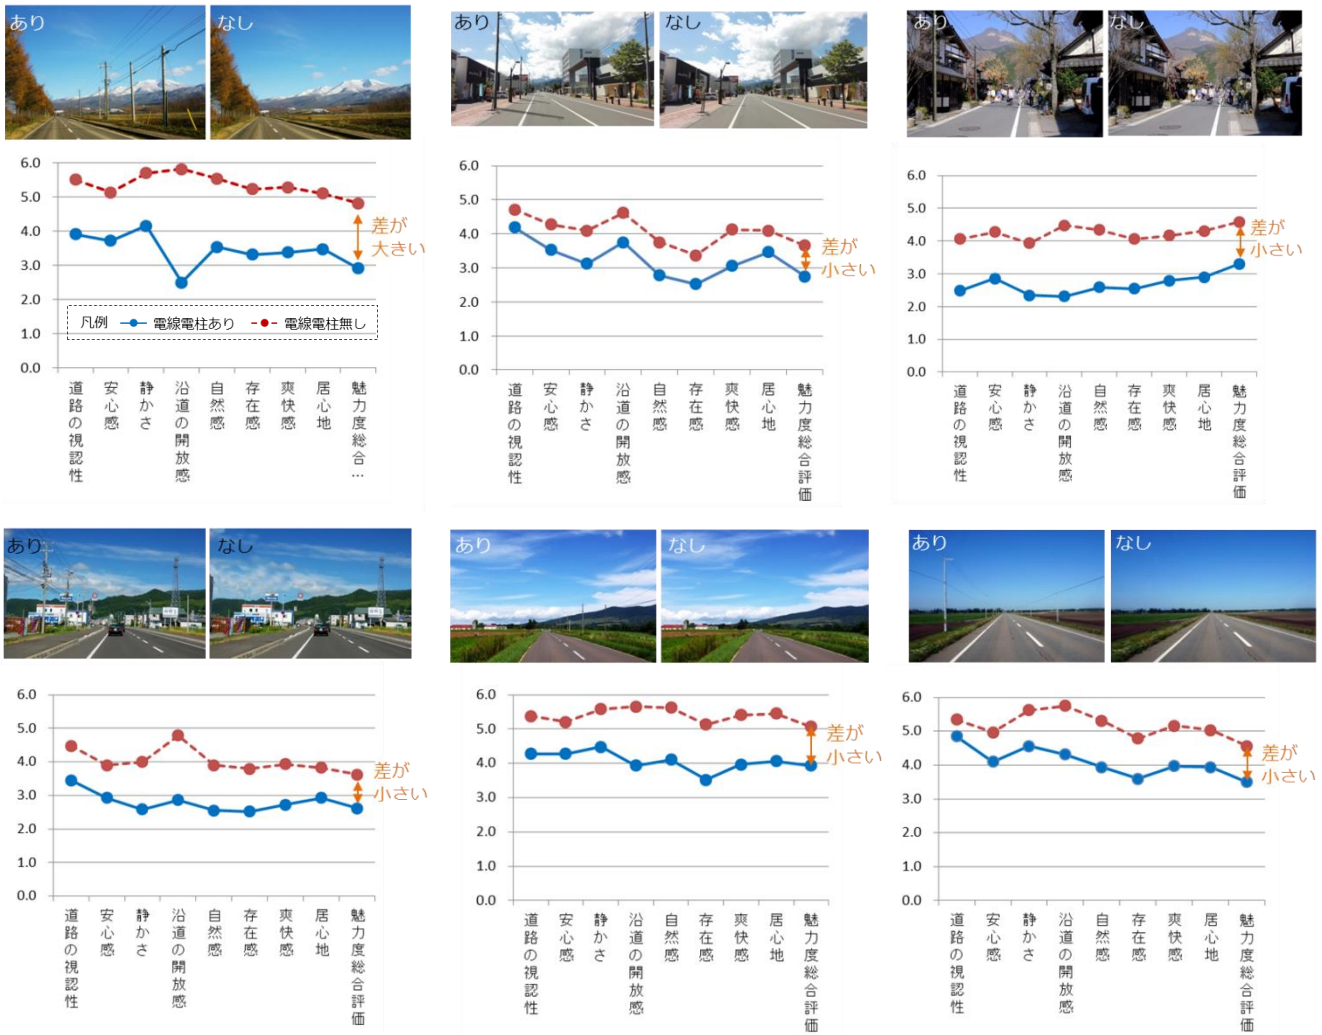 あり
なし
6.0
5.0
4.0
3.0
2.0
1.0
0.0
差が
大きい
凡例 電線電柱あり 電線電柱無し
道路の視認性
安心感
静かさ
沿道の開放感
自然感
存在感
爽快感
居心地
魅力度総合…
あり
なし
6.0
5.0
4.0
3.0
2.0
1.0
0.0
差が
小さい
道路の視認性
安心感
静かさ
沿道の開放感
自然感
存在感
爽快感
居心地
魅力度総合評価
あり
なし
6.0
5.0
4.0
3.0
2.0
1.0
0.0
差が
小さい
道路の視認性
安心感
静かさ
沿道の開放感
自然感
存在感
爽快感
居心地
魅力度総合評価
あり
なし
6.0
5.0
4.0
3.0
2.0
1.0
0.0
差が
小さい
道路の視認性
安心感
静かさ
沿道の開放感
自然感
存在感
爽快感
居心地
魅力度総合評価
あり
なし
6.0
5.0
4.0
3.0
2.0
1.0
0.0
差が
小さい
道路の視認性
安心感
静かさ
沿道の開放感
自然感
存在感
爽快感
居心地
魅力度総合評価
あり
なし
6.0
5.0
4.0
3.0
2.0
1.0
0.0
差が
小さい
道路の視認性
安心感
静かさ
沿道の開放感
自然感
存在感
爽快感
居心地
魅力度総合評価